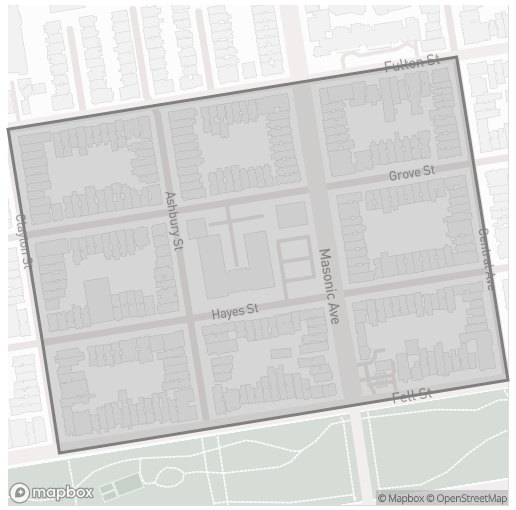 Fulton St
Grove St
Ashbury St
Clayton St
Central Ave
Masonic Ave
Hayes St
Fell St
mapbox
© Mapbox © OpenStreetMap